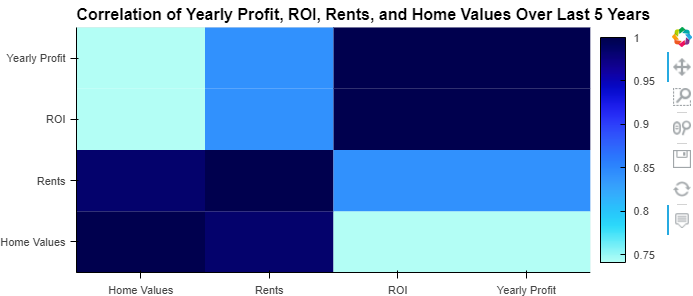 Correlation of Yearly Profit, ROI, Rents, and Home Values Over Last 5 Years
Yearly Profit
ROI
Rents
Home Values
Home Values
Rents
ROI
Yearly Profit
1
0.95
0.9
0.85
0.8
0.75